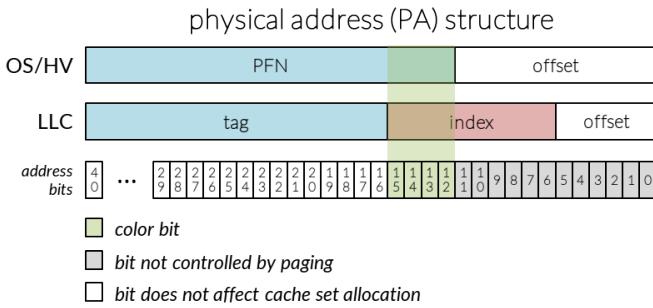 physical address (PA) structure
OS/HV PFN offset
LLC tag index offset
address bits 40 ... 29 28 27 26 25 24 23 22 21 20 19 18 17 16 15 14 13 12 11 10 9 8 7 6 5 4 3 2 1 0
color bit
bit not controlled by paging
bit does not affect cache set allocation